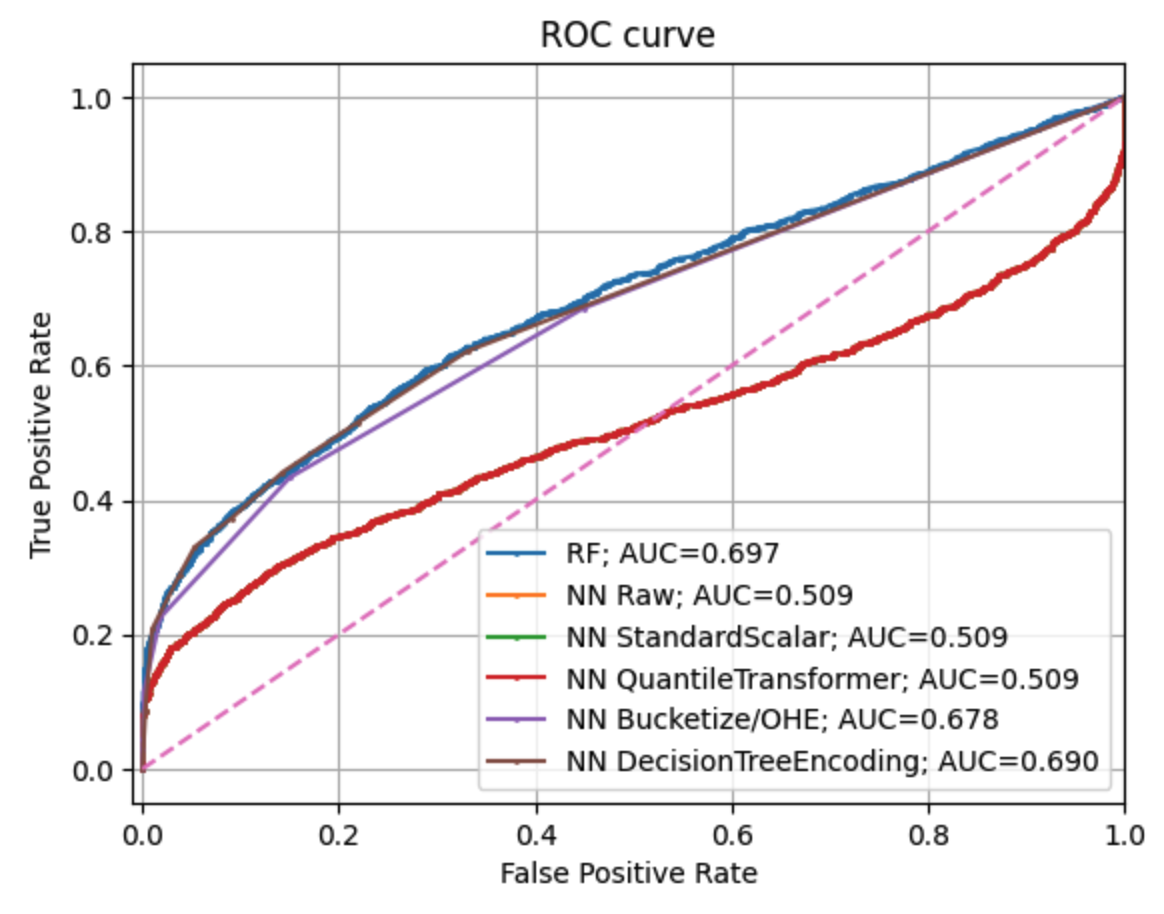 ROC curve
True Positive Rate
1.0
0.8
0.6
0.4
0.2
0.0
RF; AUC=0.697
NN Raw; AUC=0.509
NN StandardScalar; AUC=0.509
NN QuantileTransformer; AUC=0.509
NN Bucketize/OHE; AUC=0.678
NN DecisionTreeEncoding; AUC=0.690
0.0 0.2 0.4 0.6 0.8 1.0
False Positive Rate